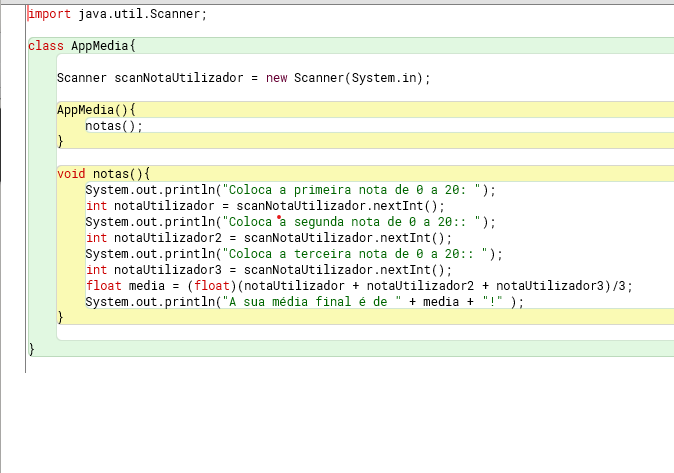 import java.util.Scanner;
class AppMedia{
Scanner scanNotaUtilizador = new Scanner(System.in);
AppMedia(){
notas();
}
void notas(){
System.out.println("Coloca a primeira nota de 0 a 20: ");
int notaUtilizador = scanNotaUtilizador.nextInt();
System.out.println("Coloca a segunda nota de 0 a 20:: ");
int notaUtilizador2 = scanNotaUtilizador.nextInt();
System.out.println("Coloca a terceira nota de 0 a 20:: ");
int notaUtilizador3 = scanNotaUtilizador.nextInt();
float media = (float)(notaUtilizador + notaUtilizador2 + notaUtilizador3)/3;
System.out.println("A sua média final é de " + media + "!" );
}
}